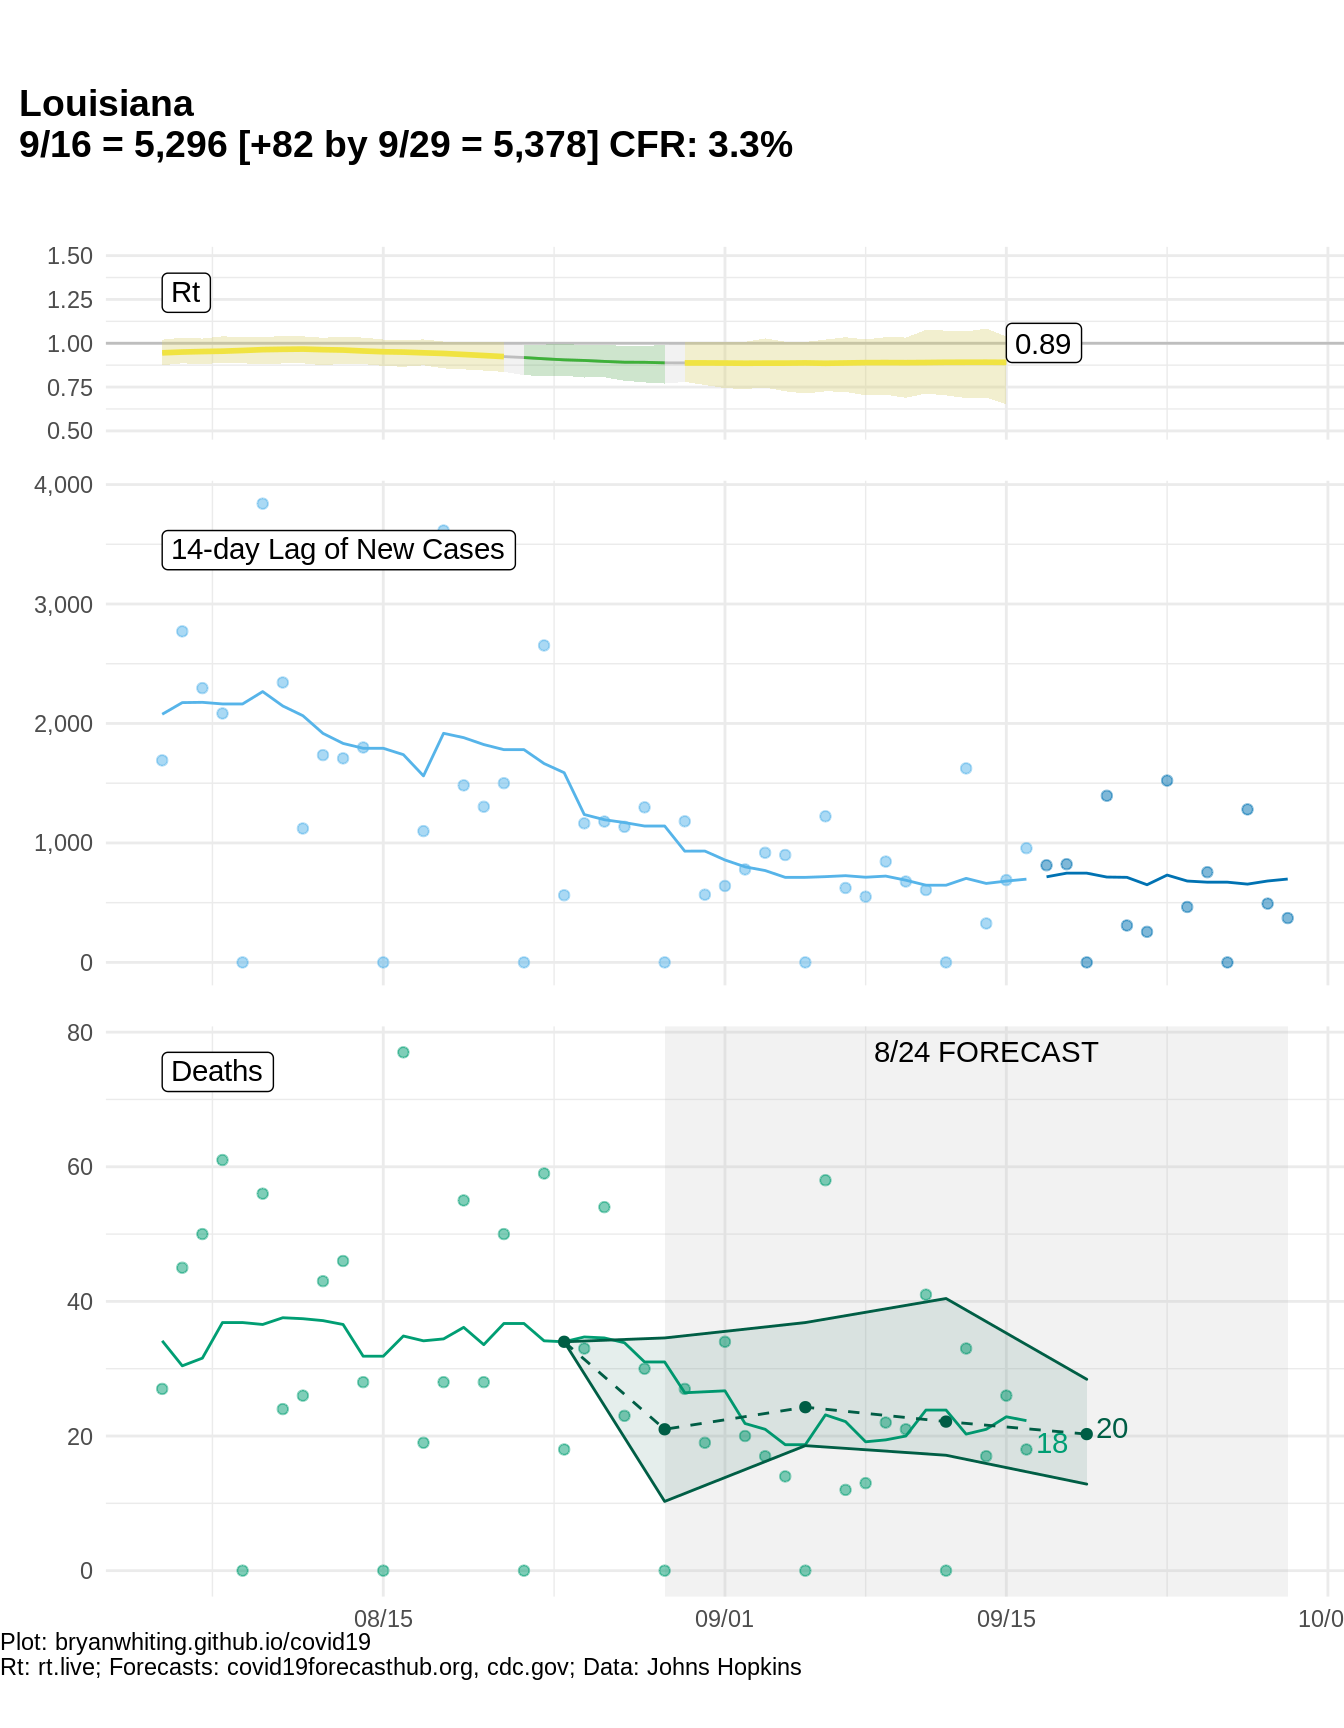 Louisiana
9/16 = 5,296 [+82 by 9/29 = 5,378] CFR: 3.3%
1.50
Rt
1.25
1.00
0.89
0.75
0.50
4,000
14-day Lag of New Cases
3,000
2,000
1,000
0
80
8/24 FORECAST
Deaths
60
40
20
18
20
0
08/15
09/01
09/15
10/0
Plot: bryanwhiting.github.io/covid19
Rt: rt.live; Forecasts: covid19forecasthub.org, cdc.gov; Data: Johns Hopkins